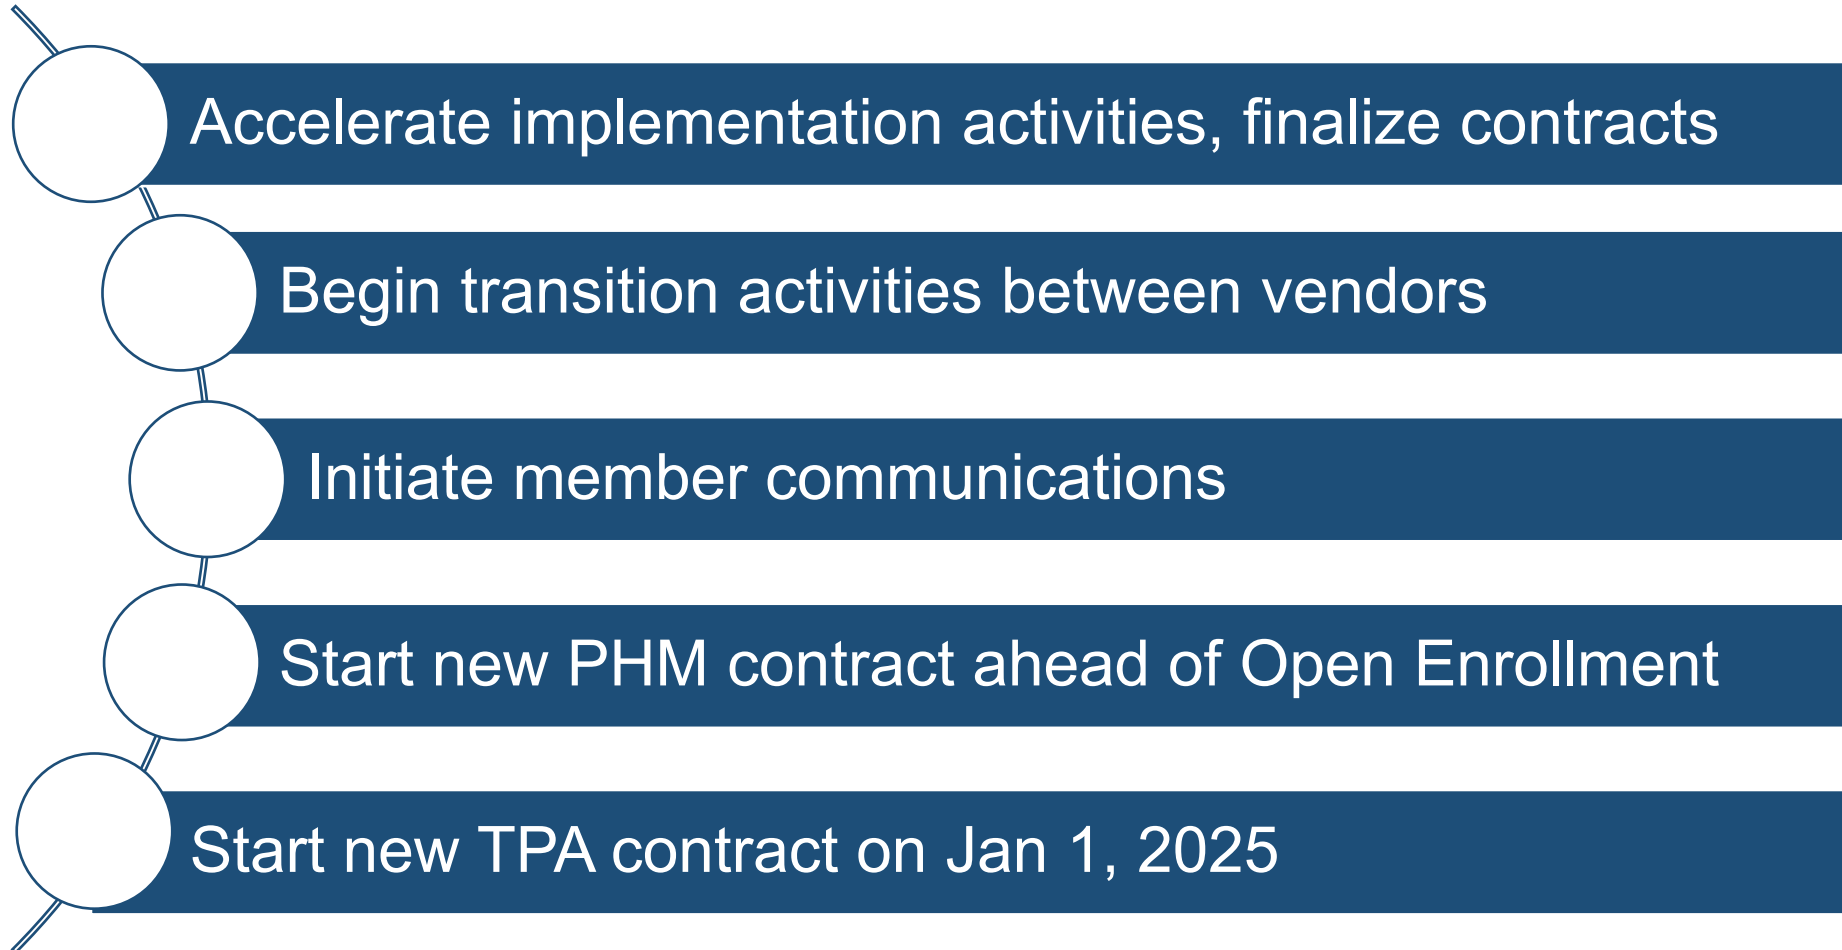 Accelerate implementation activities, finalize contracts
Begin transition activities between vendors
Initiate member communications
Start new PHM contract ahead of Open Enrollment
Start new TPA contract on Jan 1, 2025